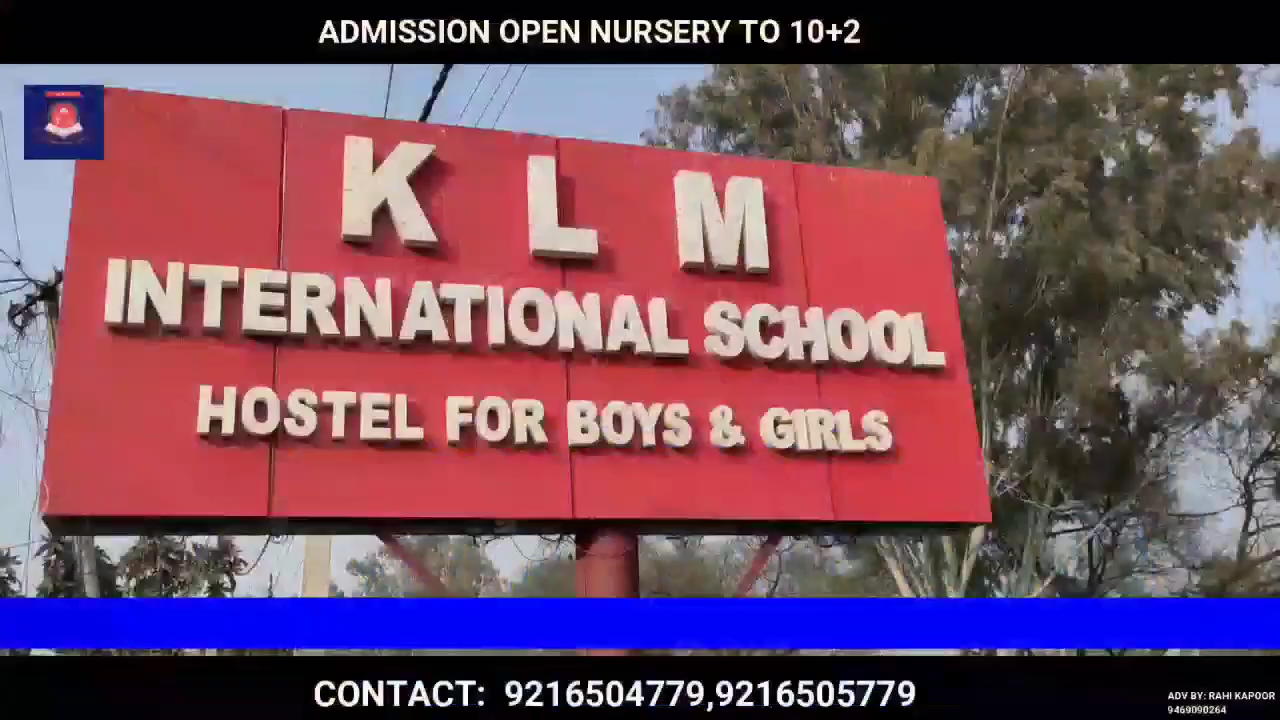 ADMISSION OPEN NURSERY TO 10+2
K L M
INTERNATIONAL SCHOOL
HOSTEL FOR BOYS & GIRLS
CONTACT: 9216504779,9216505779
ADV BY: RAHI KAPOOR
9469090264